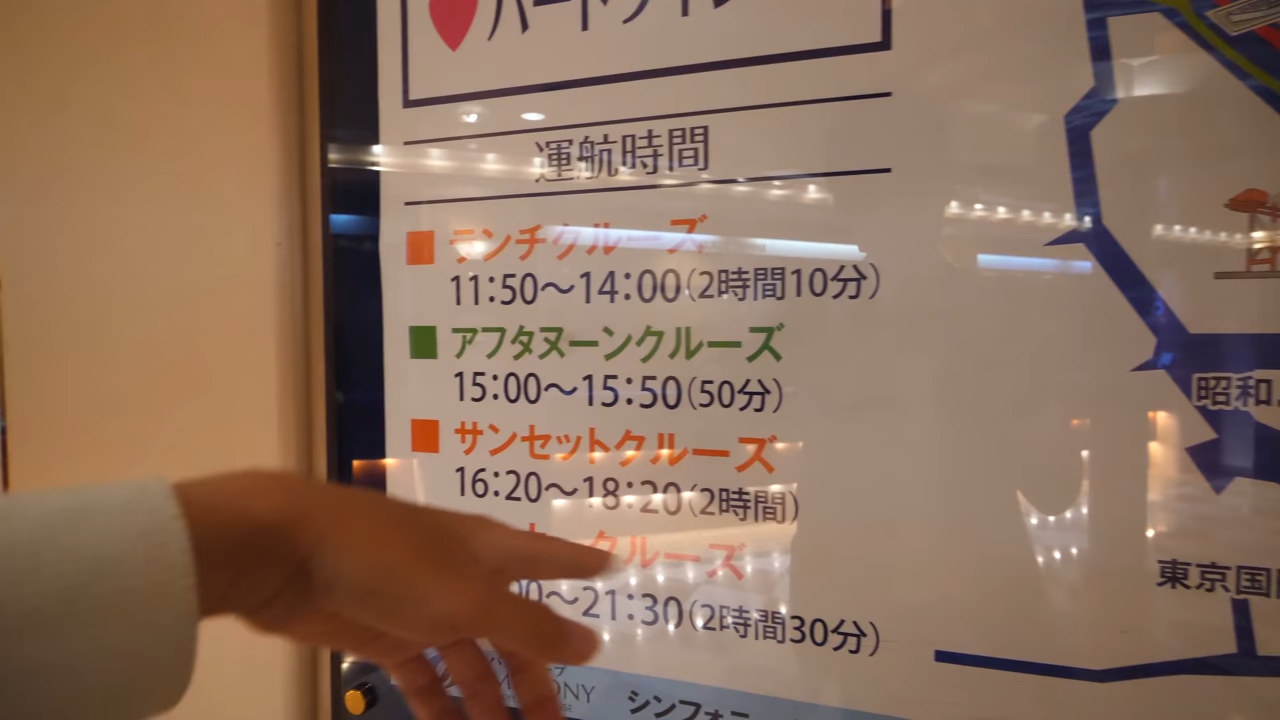 運航時間
ランチクルーズ
11:50～14:00(2時間10分)
アフタヌーンクルーズ
15:00～15:50(50分)
サンセットクルーズ
16:20～18:20(2時間)
クルーズ
00～21:30(2時間30分)
シンフォニ
昭和
東京国